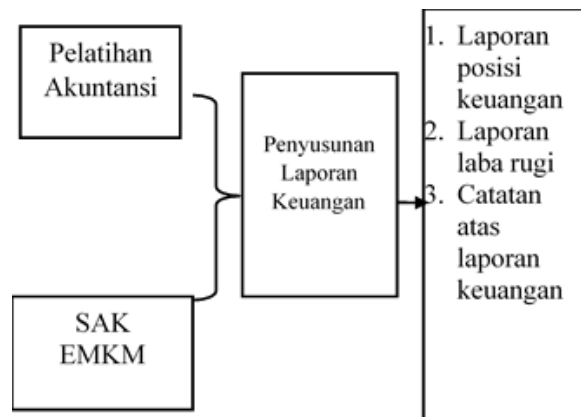 Pelatihan
Akuntansi
SAK
EMKM
Penyusunan
Laporan
Keuangan
1. Laporan
posisi
keuangan
2. Laporan
laba rugi
3. Catatan
atas
laporan
keuangan